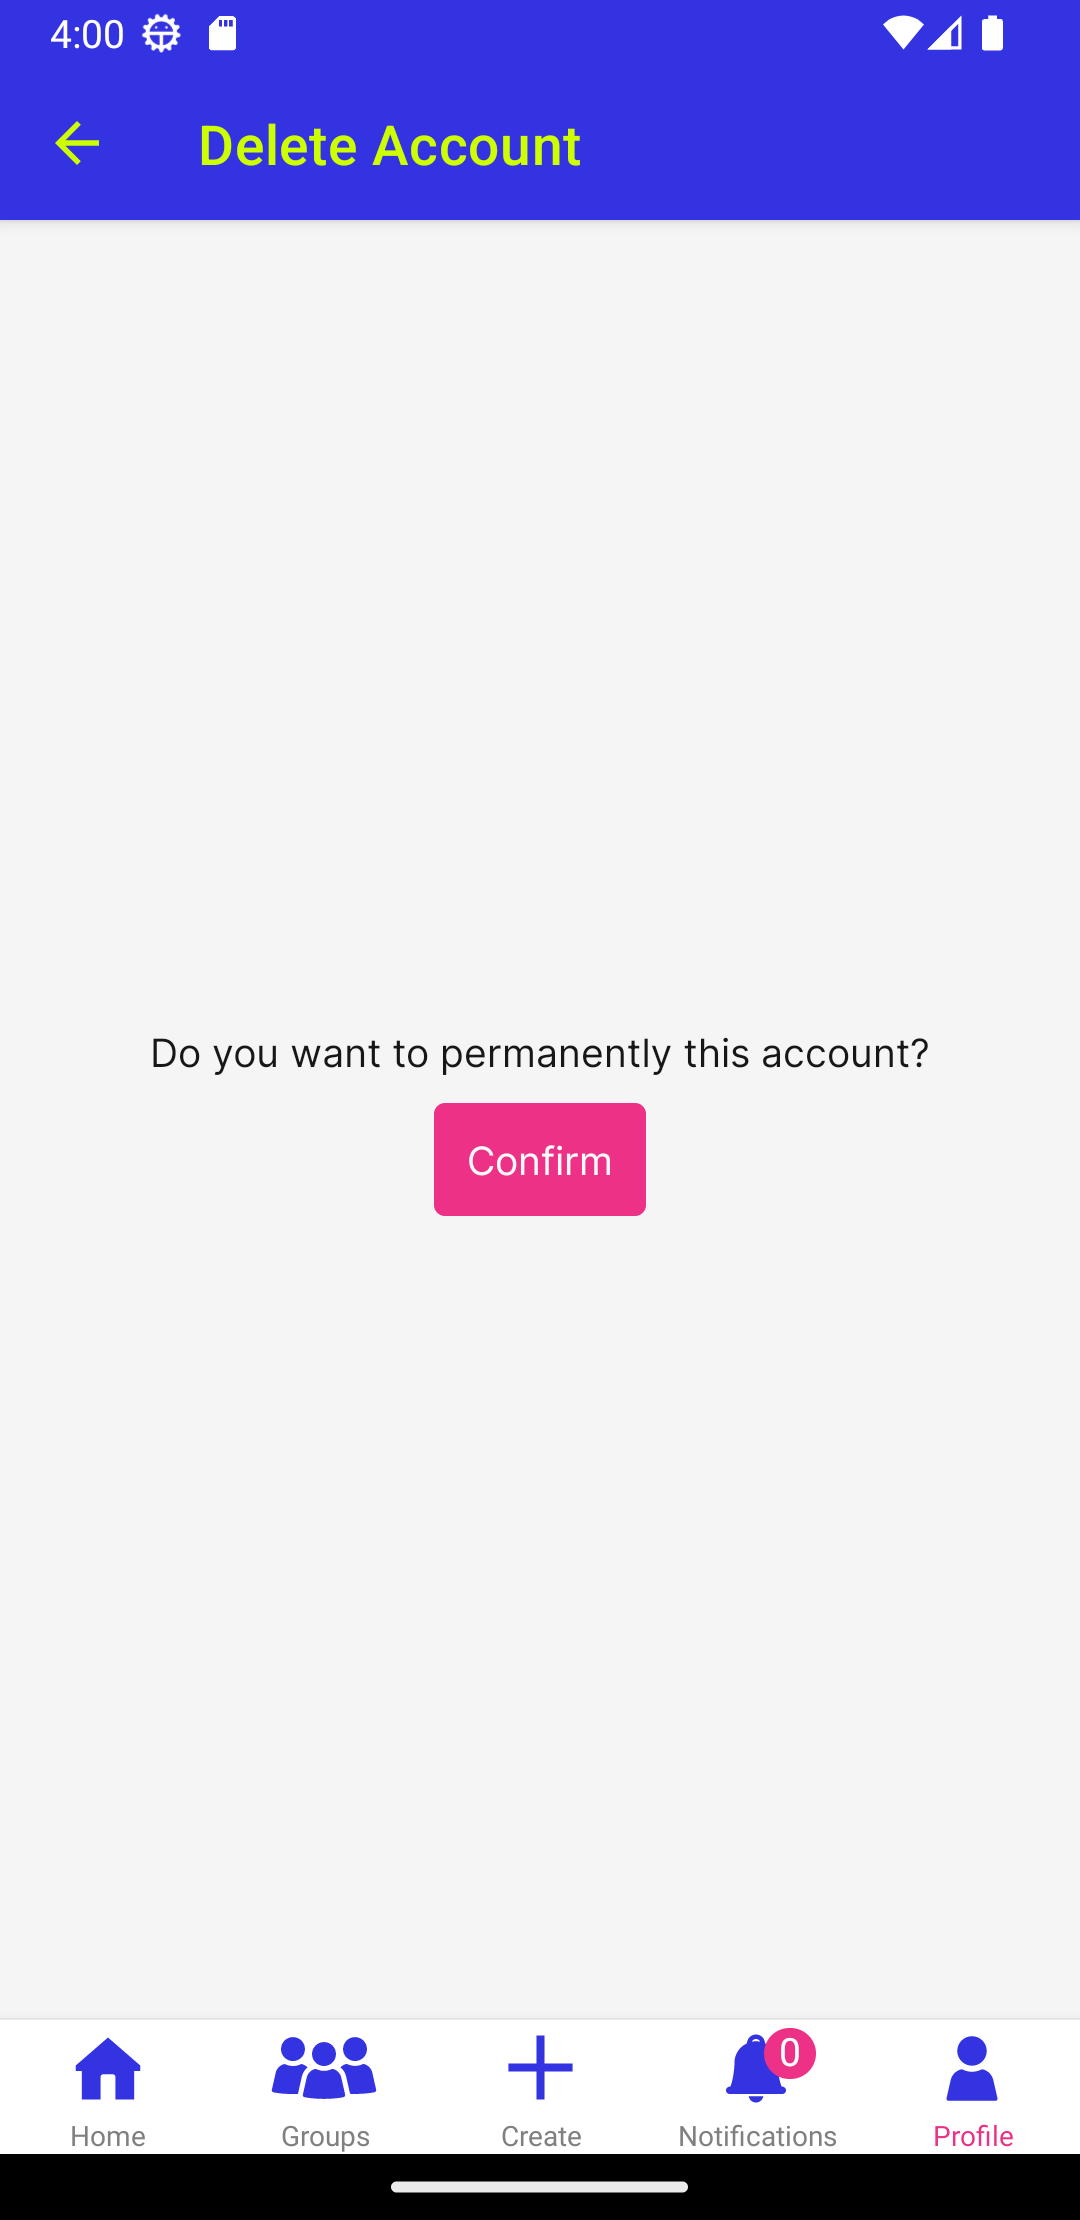 4:00
Delete Account
Do you want to permanently this account?
Confirm
0
Home Groups Create Notifications Profile